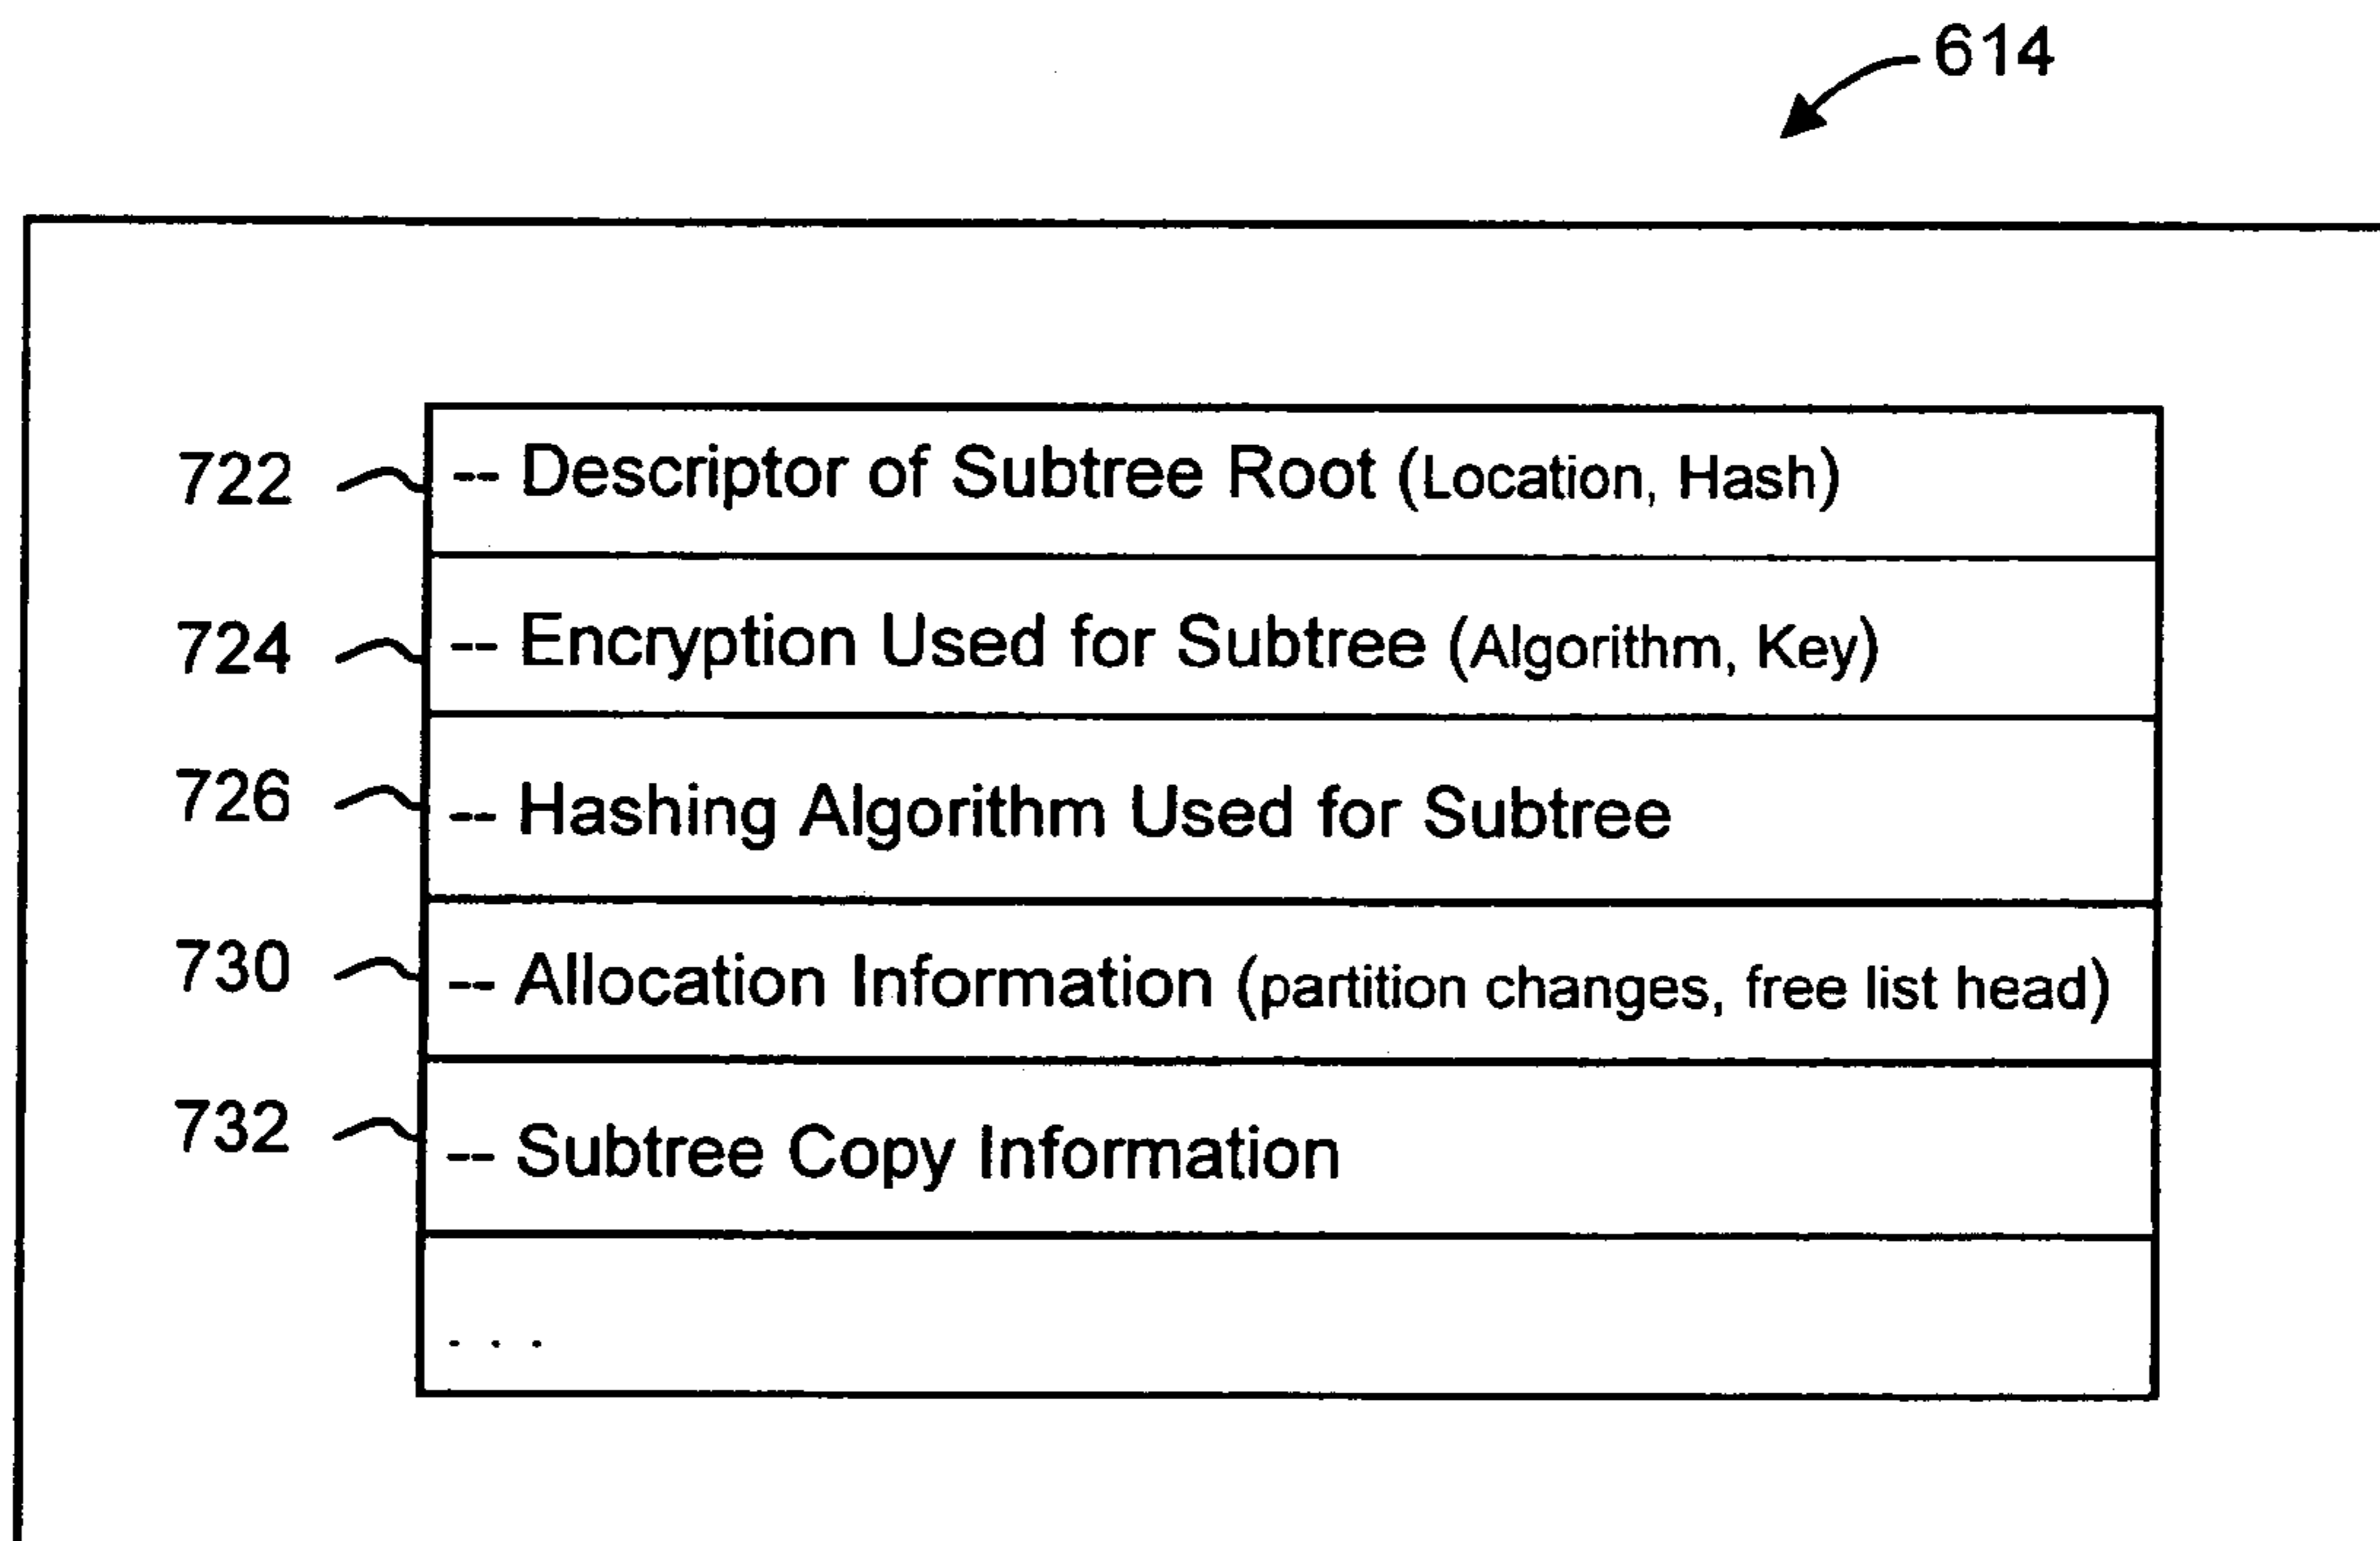 614
722 -- Descriptor of Subtree Root (Location, Hash)
724 -- Encryption Used for Subtree (Algorithm, Key)
726 -- Hashing Algorithm Used for Subtree
730 -- Allocation Information (partition changes, free list head)
732 -- Subtree Copy Information
. . .